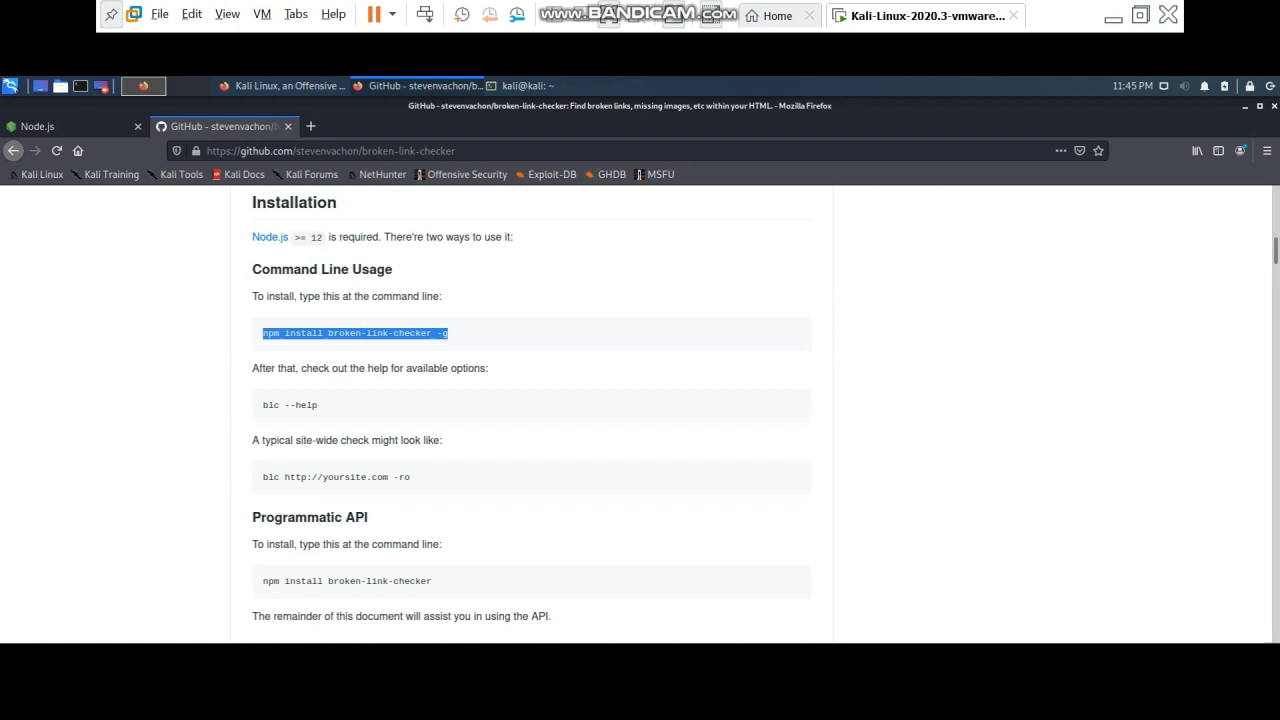 File Edit View VM Tabs Help
www.BANDICAM.com
Home
Kali-Linux-2020.3-vmware...
Kali Linux, an Offensive ...
GitHub - stevenvachon/b...
kali@kali: ~
11:45 PM
GitHub - stevenvachon/broken-link-checker: Find broken links, missing images, etc within your HTML. - Mozilla Firefox
Node.js
GitHub - stevenvachon/
https://github.com/stevenvachon/broken-link-checker
Kali Linux Kali Training Kali Tools Kali Docs Kali Forums NetHunter Offensive Security Exploit-DB GHDB MSFU
Installation
Node.js >= 12 is required. There're two ways to use it:
Command Line Usage
To install, type this at the command line:
npm install broken-link-checker -g
After that, check out the help for available options:
blc --help
A typical site-wide check might look like:
blc http://yoursite.com -ro
Programmatic API
To install, type this at the command line:
npm install broken-link-checker
The remainder of this document will assist you in using the API.